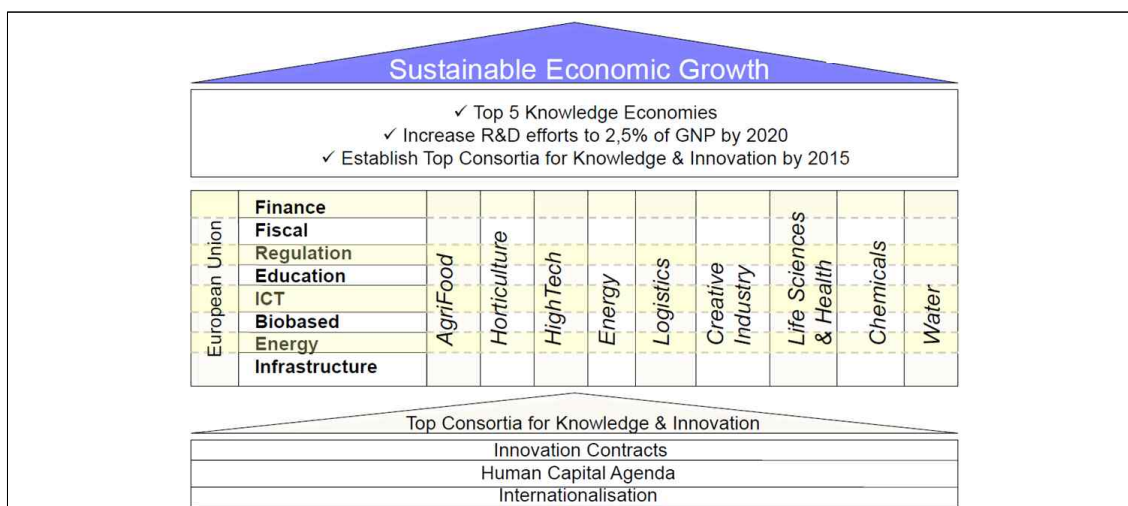 Sustainable Economic Growth
✓ Top 5 Knowledge Economies
✓ Increase R&D efforts to 2,5% of GNP by 2020
✓ Establish Top Consortia for Knowledge & Innovation by 2015
European Union
Finance
Fiscal
Regulation
Education
ICT
Biobased
Energy
Infrastructure
AgriFood
Horticulture
HighTech
Energy
Logistics
Creative
Industry
Life Sciences
& Health
Chemicals
Water
Top Consortia for Knowledge & Innovation
Innovation Contracts
Human Capital Agenda
Internationalisation